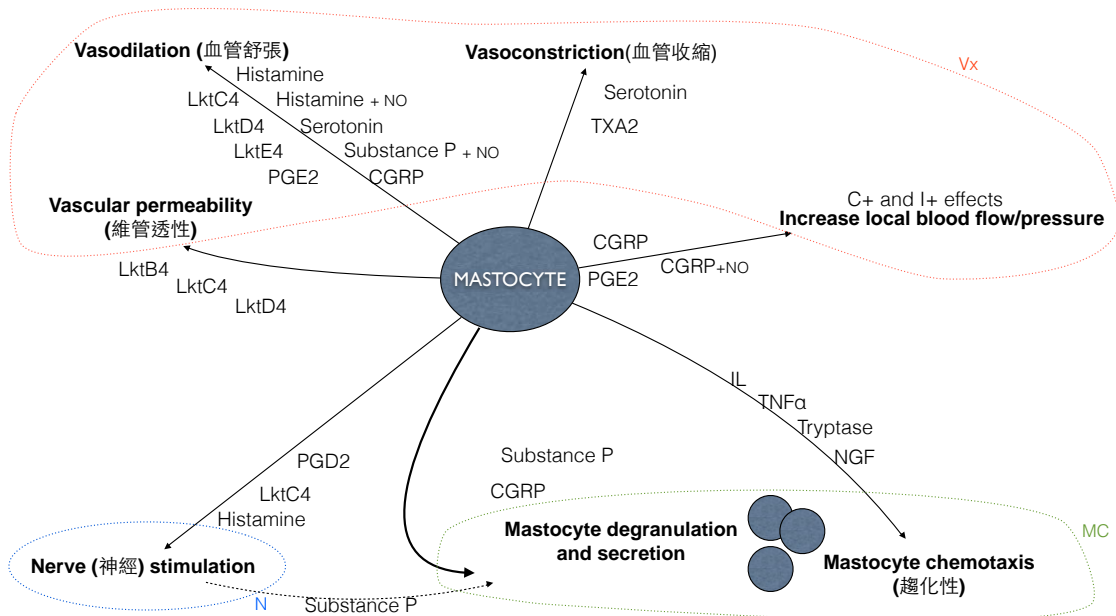 Vasodilation (血管舒張)
Histamine
LktC4
Histamine + NO
LktD4
Serotonin
LktE4
Substance P + NO
PGE2
CGRP
Vasoconstriction(血管收縮)
Serotonin
TXA2
Vx
Vascular permeability
(維管透性)
LktB4
LktC4
LktD4
MASTOCYTE
C+ and I+ effects
Increase local blood flow/pressure
CGRP
CGRP+NO
PGE2
IL
TNFα
Tryptase
NGF
PGD2
LktC4
Histamine
Substance P
CGRP
Mastocyte degranulation
and secretion
MC
Mastocyte chemotaxis
(趨化性)
Nerve (神經) stimulation
N
Substance P